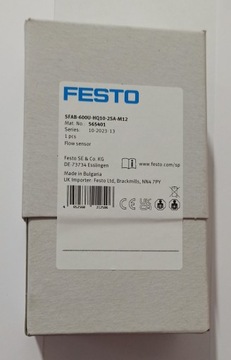 FESTO
SFAB-600U-HQ10-2SA-M12
Mat. No.: 565401
Series: 10-2023 13
1 pcs
Flow sensor
Festo SE & Co. KG
DE-73734 Esslingen
www.festo.com/sp
Made in Bulgaria
UK Importer: Festo Ltd, Brackmills, NN4 7PY